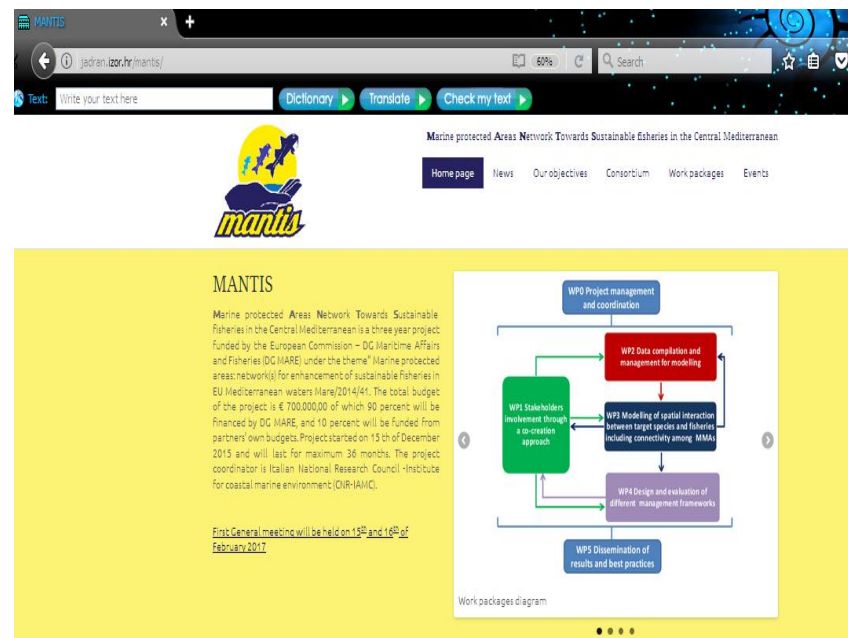 MANTIS
jadran.izor.hr/mantis/
60%
Search
Text:
Write your text here
Dictionary
Translate
Check my text
mantis
Marine protected Areas Network Towards Sustainable fisheries in the Central Mediterranean
Home page
News
Our objectives
Consortium
Work packages
Events
MANTIS
Marine protected Areas Network Towards Sustainable
fisheries in the Central Mediterranean is a three year project
funded by the European Commission – DG Maritime Affairs
and Fisheries (DG MARE) under the theme" Marine protected
areas: network(s) for enhancement of sustainable fisheries in
EU Mediterranean waters Mare/2014/41. The total budget
of the project is € 700.000,00 of which 90 percent will be
financed by DG MARE, and 10 percent will be funded from
partners' own budgets. Project started on 15 th of December
2015 and will last for maximum 36 months. The project
coordinator is Italian National Research Council -Institute
for coastal marine environment (CNR-IAMC).
First General meeting will be held on 15th and 16th of
February 2017
WP0 Project management
and coordination
WP2 Data compilation and
management for modelling
WP1 Stakeholders
involvement through
a co-creation
approach
WP3 Modelling of spatial interaction
between target species and fisheries
including connectivity among MMAs
WP4 Design and evaluation of
different management frameworks
WP5 Dissemination of
results and best practices
Work packages diagram